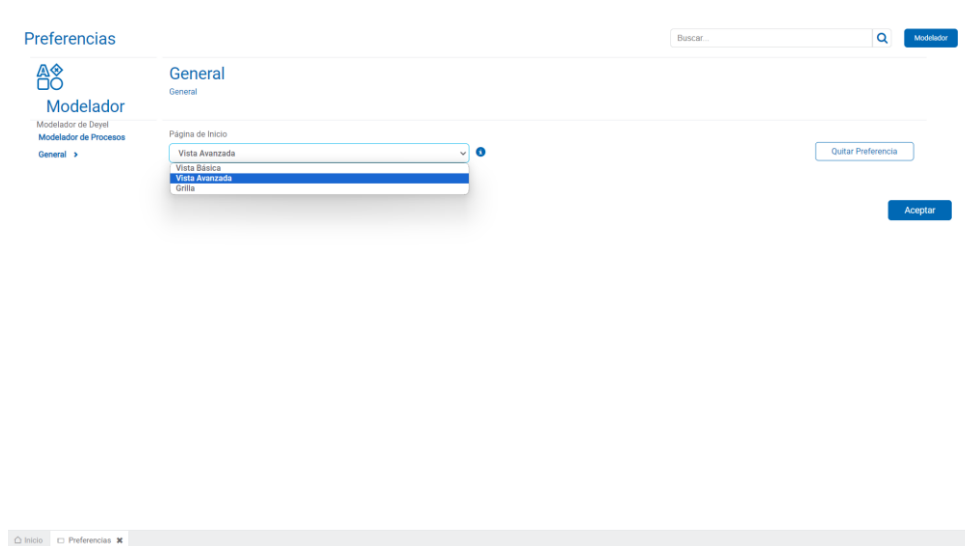 Preferencias
Buscar...
Modelador
Modelador
Modelador de Deyel
Modelador de Procesos
General
General
General
Página de Inicio
Vista Avanzada
Vista Básica
Vista Avanzada
Grilla
Quitar Preferencia
Aceptar
Inicio
Preferencias